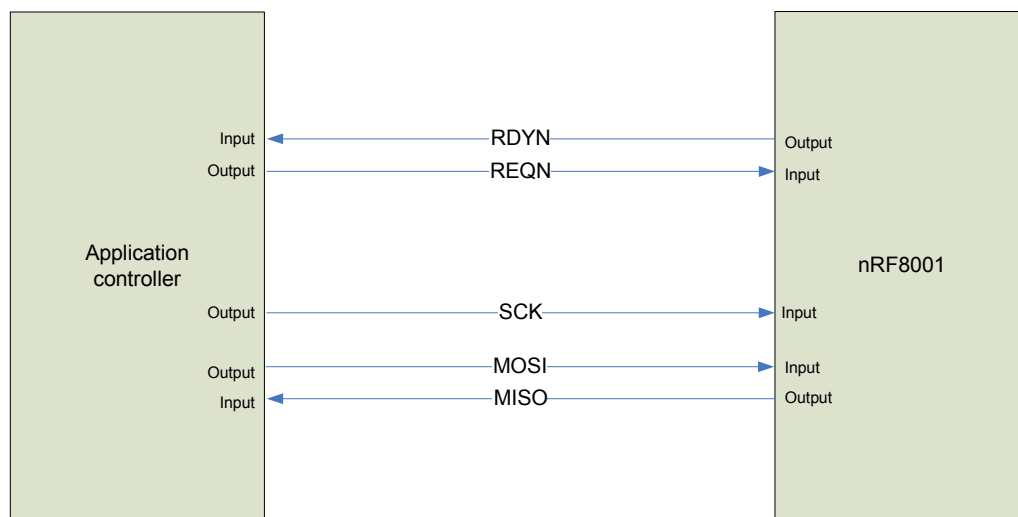 Input RDYN Output
Output REQN Input
Application
controller
nRF8001
Output SCK Input
Output MOSI Input
Input MISO Output